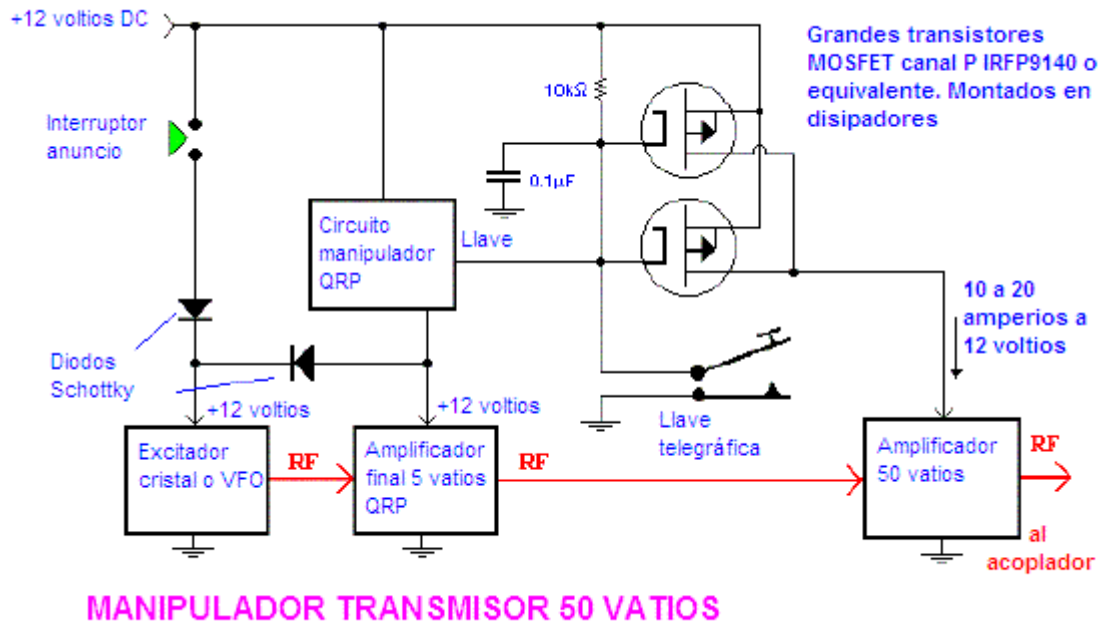 +12 voltios DC
Grandes transistores
MOSFET canal P IRFP9140 o
equivalente. Montados en
disipadores
10kΩ
Interruptor
anuncio
0.1µF
Circuito
manipulador
QRP
Llave
10 a 20
amperios a
12 voltios
Diodos
Schottky
+12 voltios
+12 voltios
Llave
telegráfica
Excitador
cristal o VFO
RF
Amplificador
final 5 vatios
QRP
RF
Amplificador
50 vatios
RF
al
acoplador
MANIPULADOR TRANSMISOR 50 VATIOS